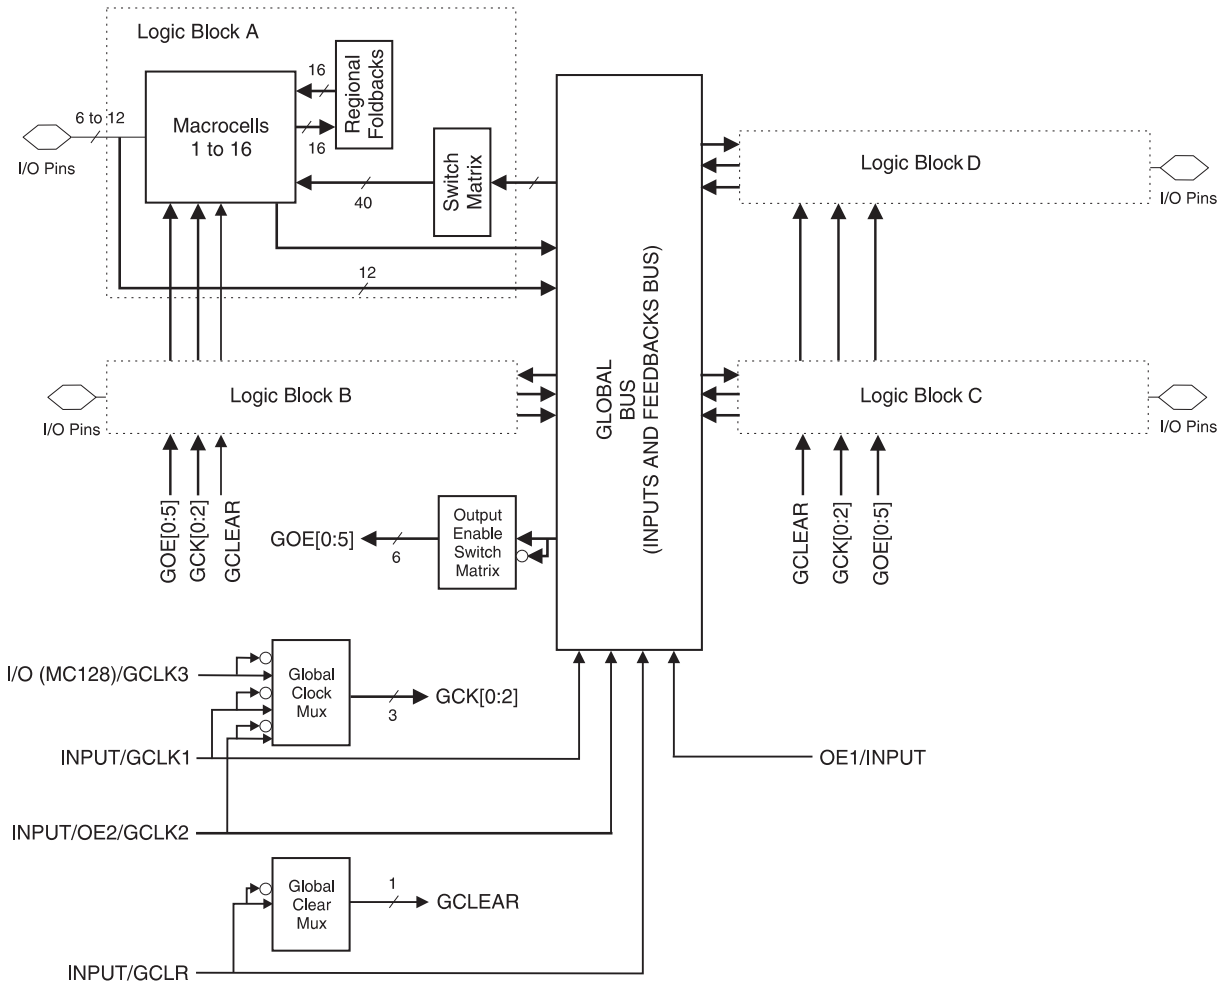 Logic Block A
Macrocells
1 to 16
16
16
Regional
Foldbacks
6 to 12
I/O Pins
40
Switch
Matrix
12
Logic Block B
I/O Pins
GOE[0:5]
GCK[0:2]
GCLEAR
GLOBAL
BUS
(INPUTS AND FEEDBACKS BUS)
Logic Block D
I/O Pins
Logic Block C
I/O Pins
GCLEAR
GCK[0:2]
GOE[0:5]
GOE[0:5]
6
Output
Enable
Switch
Matrix
I/O (MC128)/GCLK3
Global
Clock
Mux
3
GCK[0:2]
INPUT/GCLK1
OE1/INPUT
INPUT/OE2/GCLK2
Global
Clear
Mux
1
GCLEAR
INPUT/GCLR